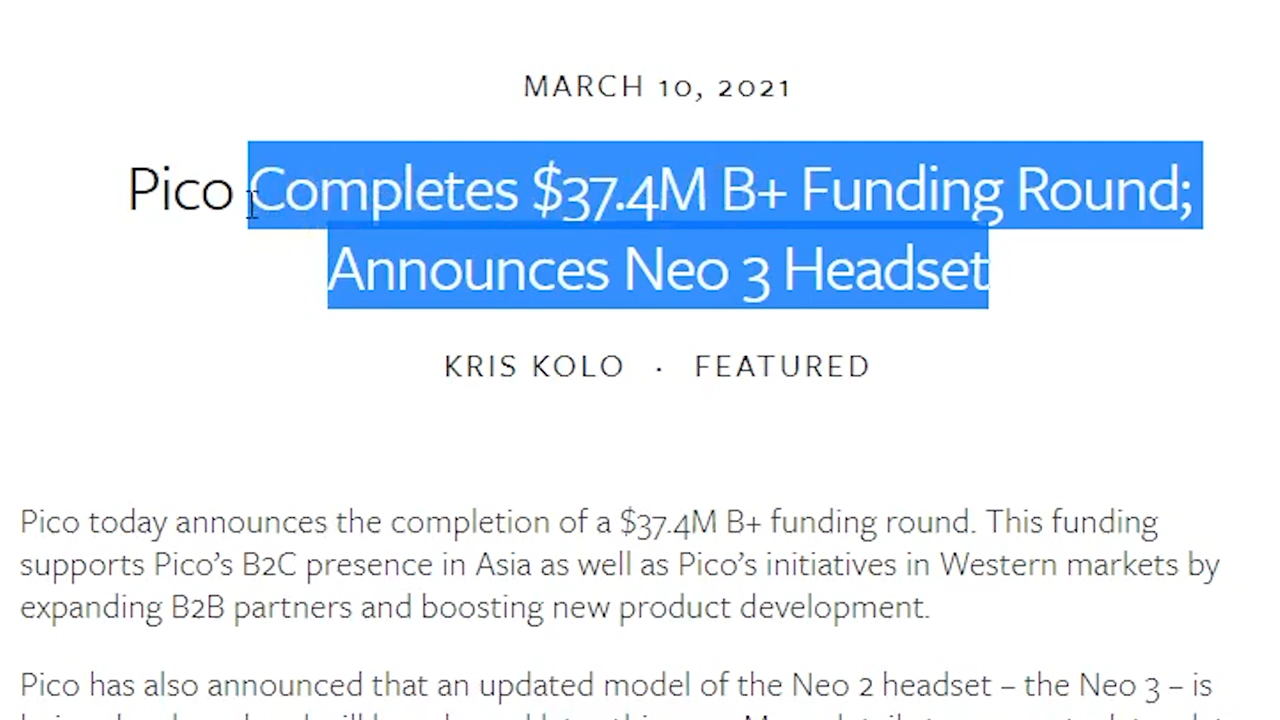 MARCH 10, 2021
Pico Completes $37.4M B+ Funding Round;
Announces Neo 3 Headset
KRIS KOLO · FEATURED
Pico today announces the completion of a $37.4M B+ funding round. This funding
supports Pico’s B2C presence in Asia as well as Pico’s initiatives in Western markets by
expanding B2B partners and boosting new product development.
Pico has also announced that an updated model of the Neo 2 headset – the Neo 3 – is